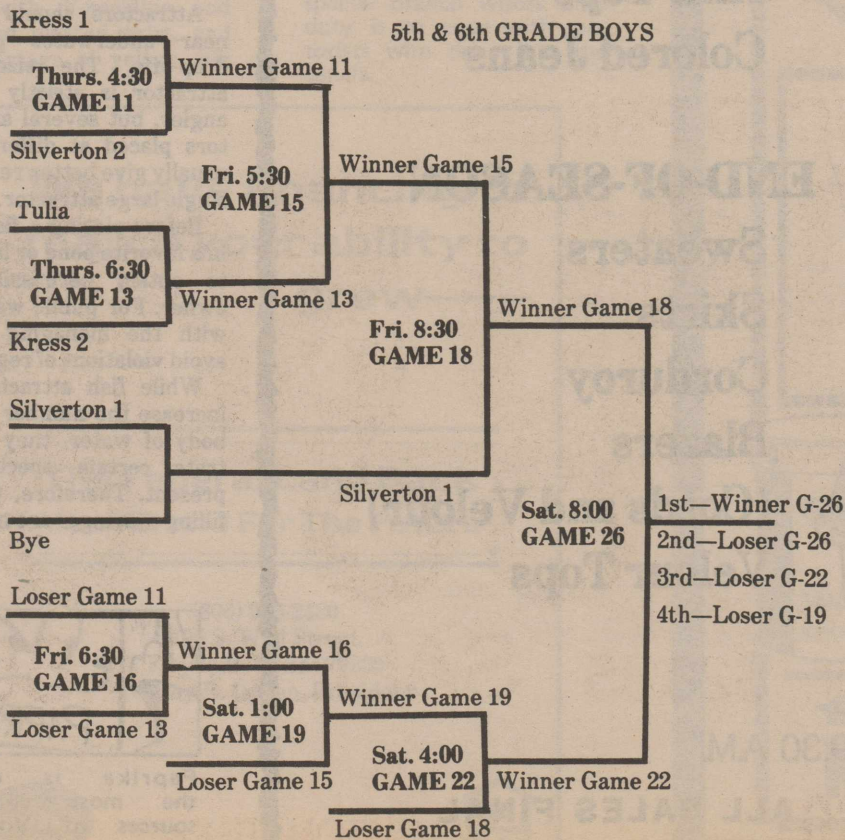 5th & 6th GRADE BOYS
Kress 1
Thurs. 4:30
GAME 11
Silverton 2
Winner Game 11
Fri. 5:30
GAME 15
Tulia
Thurs. 6:30
GAME 13
Kress 2
Winner Game 13
Winner Game 15
Fri. 8:30
GAME 18
Silverton 1
Bye
Silverton 1
Winner Game 18
Sat. 8:00
GAME 26
1st—Winner G-26
2nd—Loser G-26
3rd—Loser G-22
4th—Loser G-19
Loser Game 11
Fri. 6:30
GAME 16
Loser Game 13
Winner Game 16
Sat. 1:00
GAME 19
Loser Game 15
Winner Game 19
Sat. 4:00
GAME 22
Loser Game 18
Winner Game 22